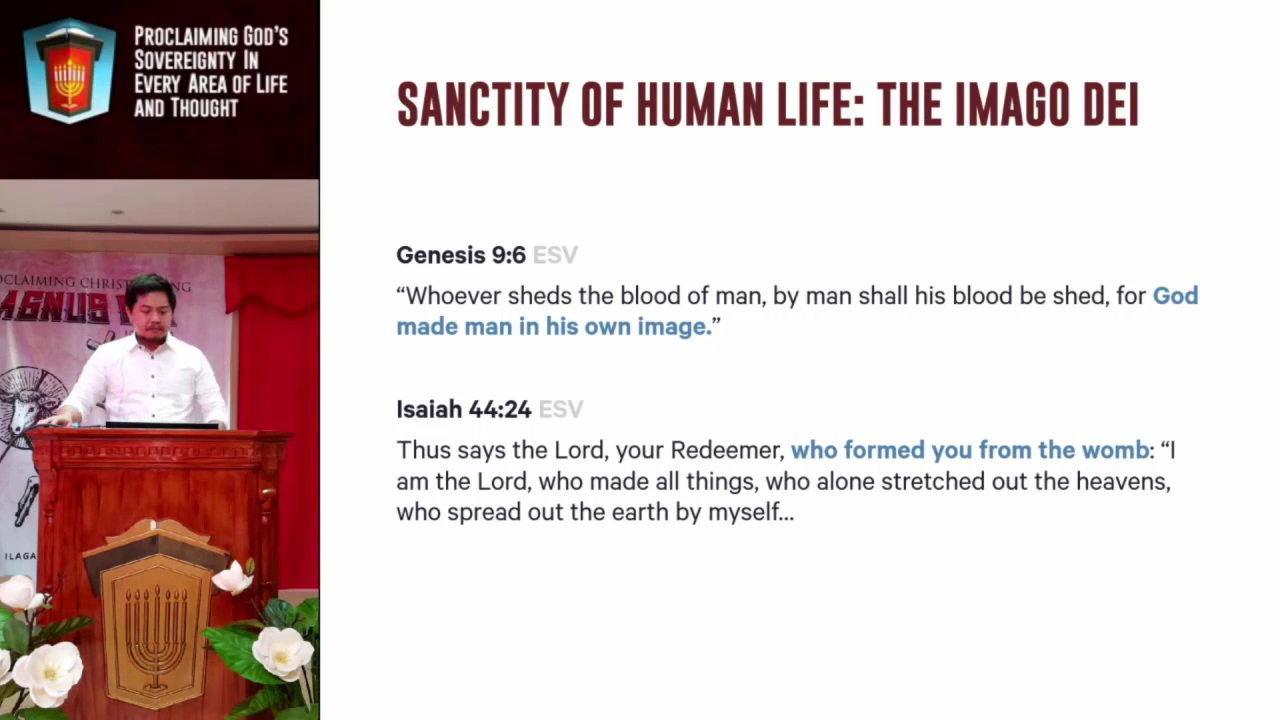 PROCLAIMING GOD'S
SOVEREIGNTY IN
EVERY AREA OF LIFE
AND THOUGHT
SANCTITY OF HUMAN LIFE: THE IMAGO DEI
Genesis 9:6 ESV
“Whoever sheds the blood of man, by man shall his blood be shed, for God
made man in his own image.”
Isaiah 44:24 ESV
Thus says the Lord, your Redeemer, who formed you from the womb: “I
am the Lord, who made all things, who alone stretched out the heavens,
who spread out the earth by myself...
CLAIMING CHRIST
ILAGA